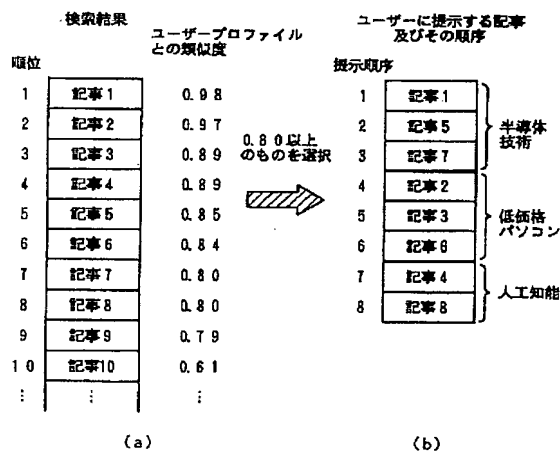 検索結果
ユーザープロファイル
との類似度
順位
1 記事1 0.98
2 記事2 0.97
3 記事3 0.89
4 記事4 0.89
5 記事5 0.85
6 記事6 0.84
7 記事7 0.80
8 記事8 0.80
9 記事9 0.79
10 記事10 0.61
⋮ ⋮ ⋮
(a)
0.80以上
のものを選択
ユーザーに提示する記事
及びその順序
提示順序
1 記事1
2 記事5
3 記事7
半導体
技術
4 記事2
5 記事3
6 記事6
低価格
パソコン
7 記事4
8 記事8
人工知能
(b)